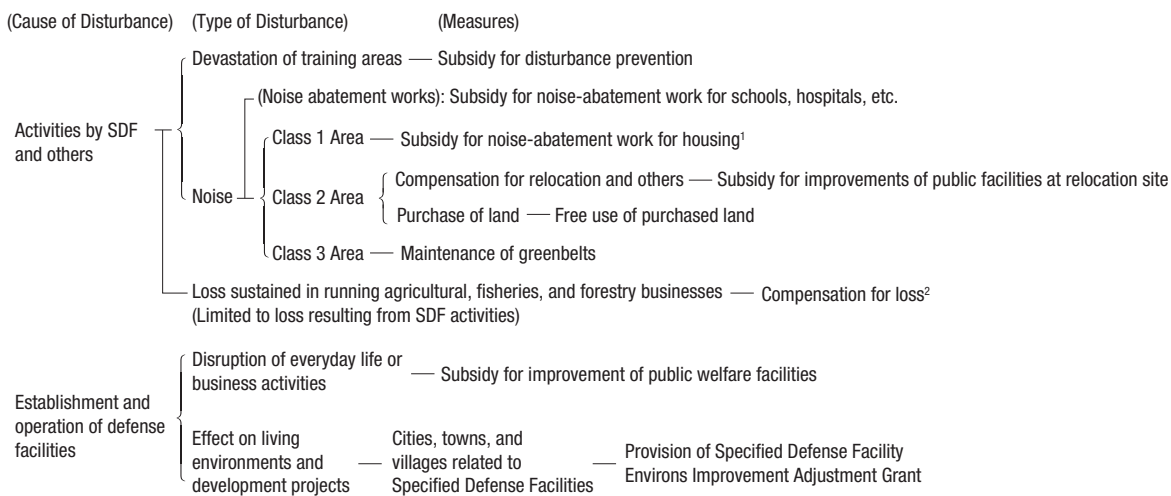 (Cause of Disturbance) (Type of Disturbance) (Measures)
Devastation of training areas — Subsidy for disturbance prevention
(Noise abatement works): Subsidy for noise-abatement work for schools, hospitals, etc.
Activities by SDF
and others
Class 1 Area — Subsidy for noise-abatement work for housing¹
Noise
Class 2 Area
Compensation for relocation and others — Subsidy for improvements of public facilities at relocation site
Purchase of land — Free use of purchased land
Class 3 Area — Maintenance of greenbelts
Loss sustained in running agricultural, fisheries, and forestry businesses — Compensation for loss²
(Limited to loss resulting from SDF activities)
Establishment and
operation of defense
facilities
Disruption of everyday life or
business activities — Subsidy for improvement of public welfare facilities
Effect on living
environments and
development projects
Cities, towns, and
villages related to
Specified Defense Facilities
Provision of Specified Defense Facility
Environs Improvement Adjustment Grant